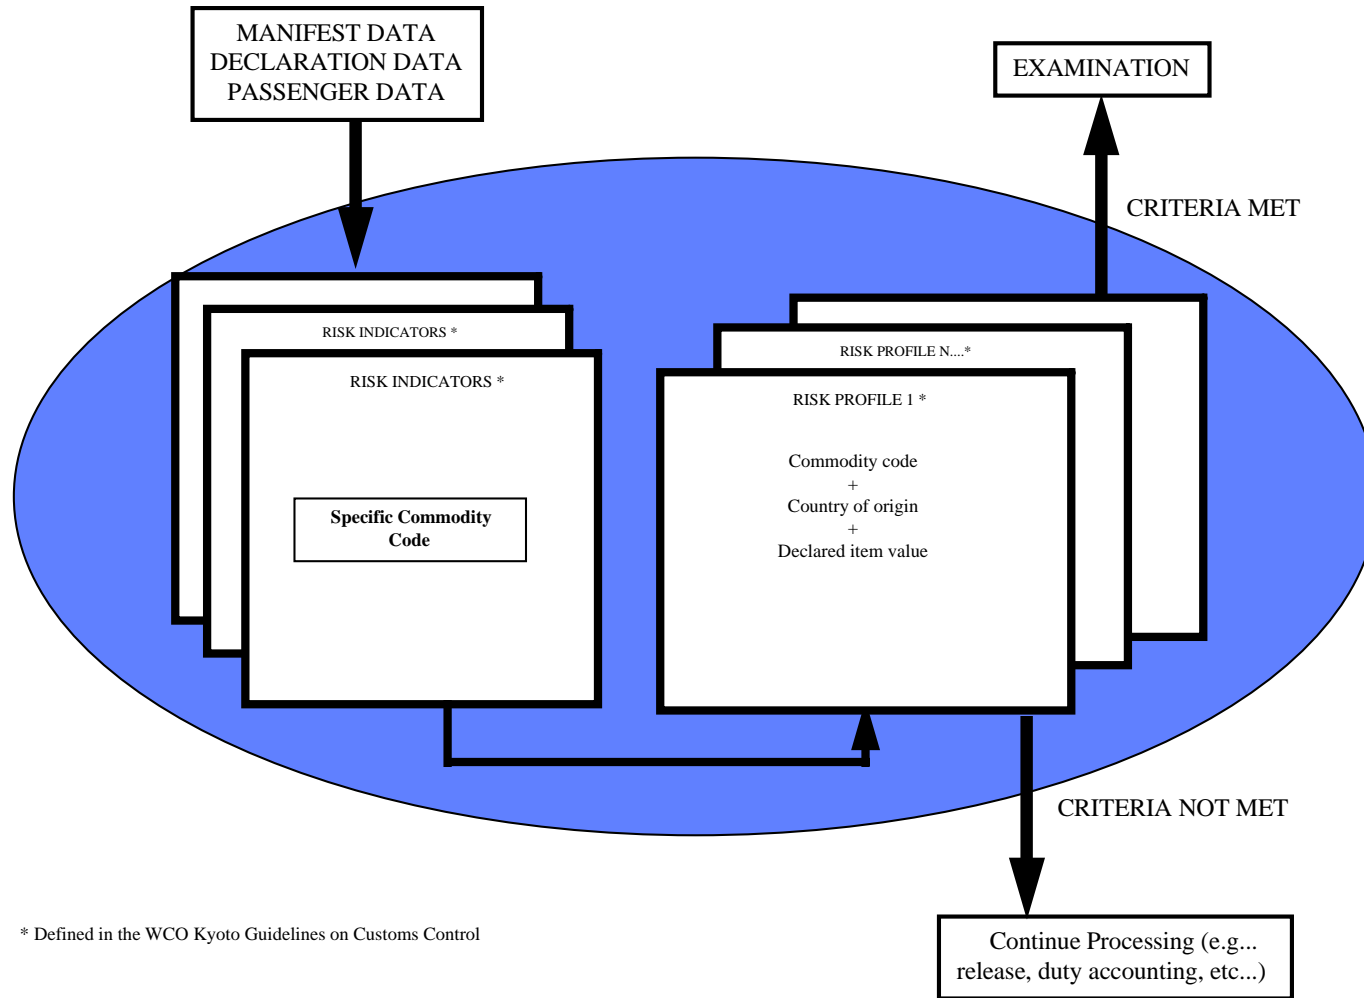 MANIFEST DATA
DECLARATION DATA
PASSENGER DATA
EXAMINATION
CRITERIA MET
RISK INDICATORS *
RISK INDICATORS *
Specific Commodity
Code
RISK PROFILE N....*
RISK PROFILE 1 *
Commodity code
+
Country of origin
+
Declared item value
CRITERIA NOT MET
* Defined in the WCO Kyoto Guidelines on Customs Control
Continue Processing (e.g...
release, duty accounting, etc...)